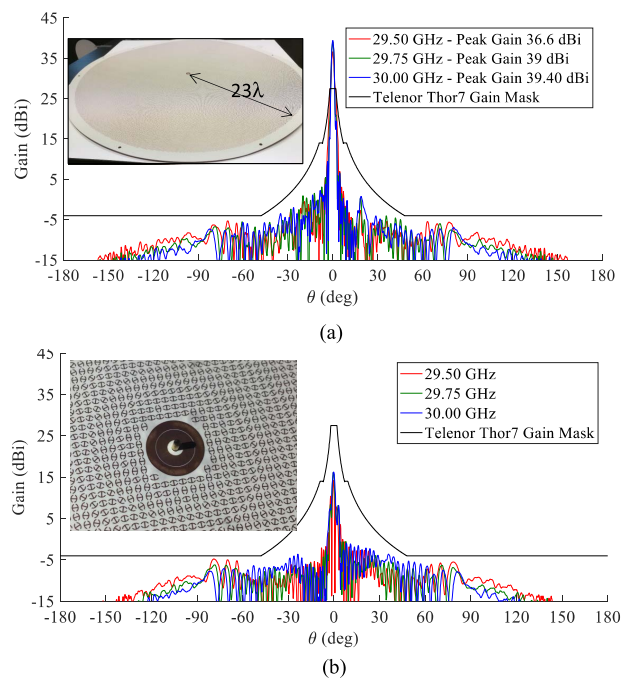 45
35
25
15
5
-5
-15
Gain (dBi)
23λ
29.50 GHz - Peak Gain 36.6 dBi
29.75 GHz - Peak Gain 39 dBi
30.00 GHz - Peak Gain 39.40 dBi
Telenor Thor7 Gain Mask
-180 -150 -120 -90 -60 -30 0 30 60 90 120 150 180
θ (deg)
(a)
45
35
25
15
5
-5
-15
Gain (dBi)
29.50 GHz
29.75 GHz
30.00 GHz
Telenor Thor7 Gain Mask
-180 -150 -120 -90 -60 -30 0 30 60 90 120 150 180
θ (deg)
(b)